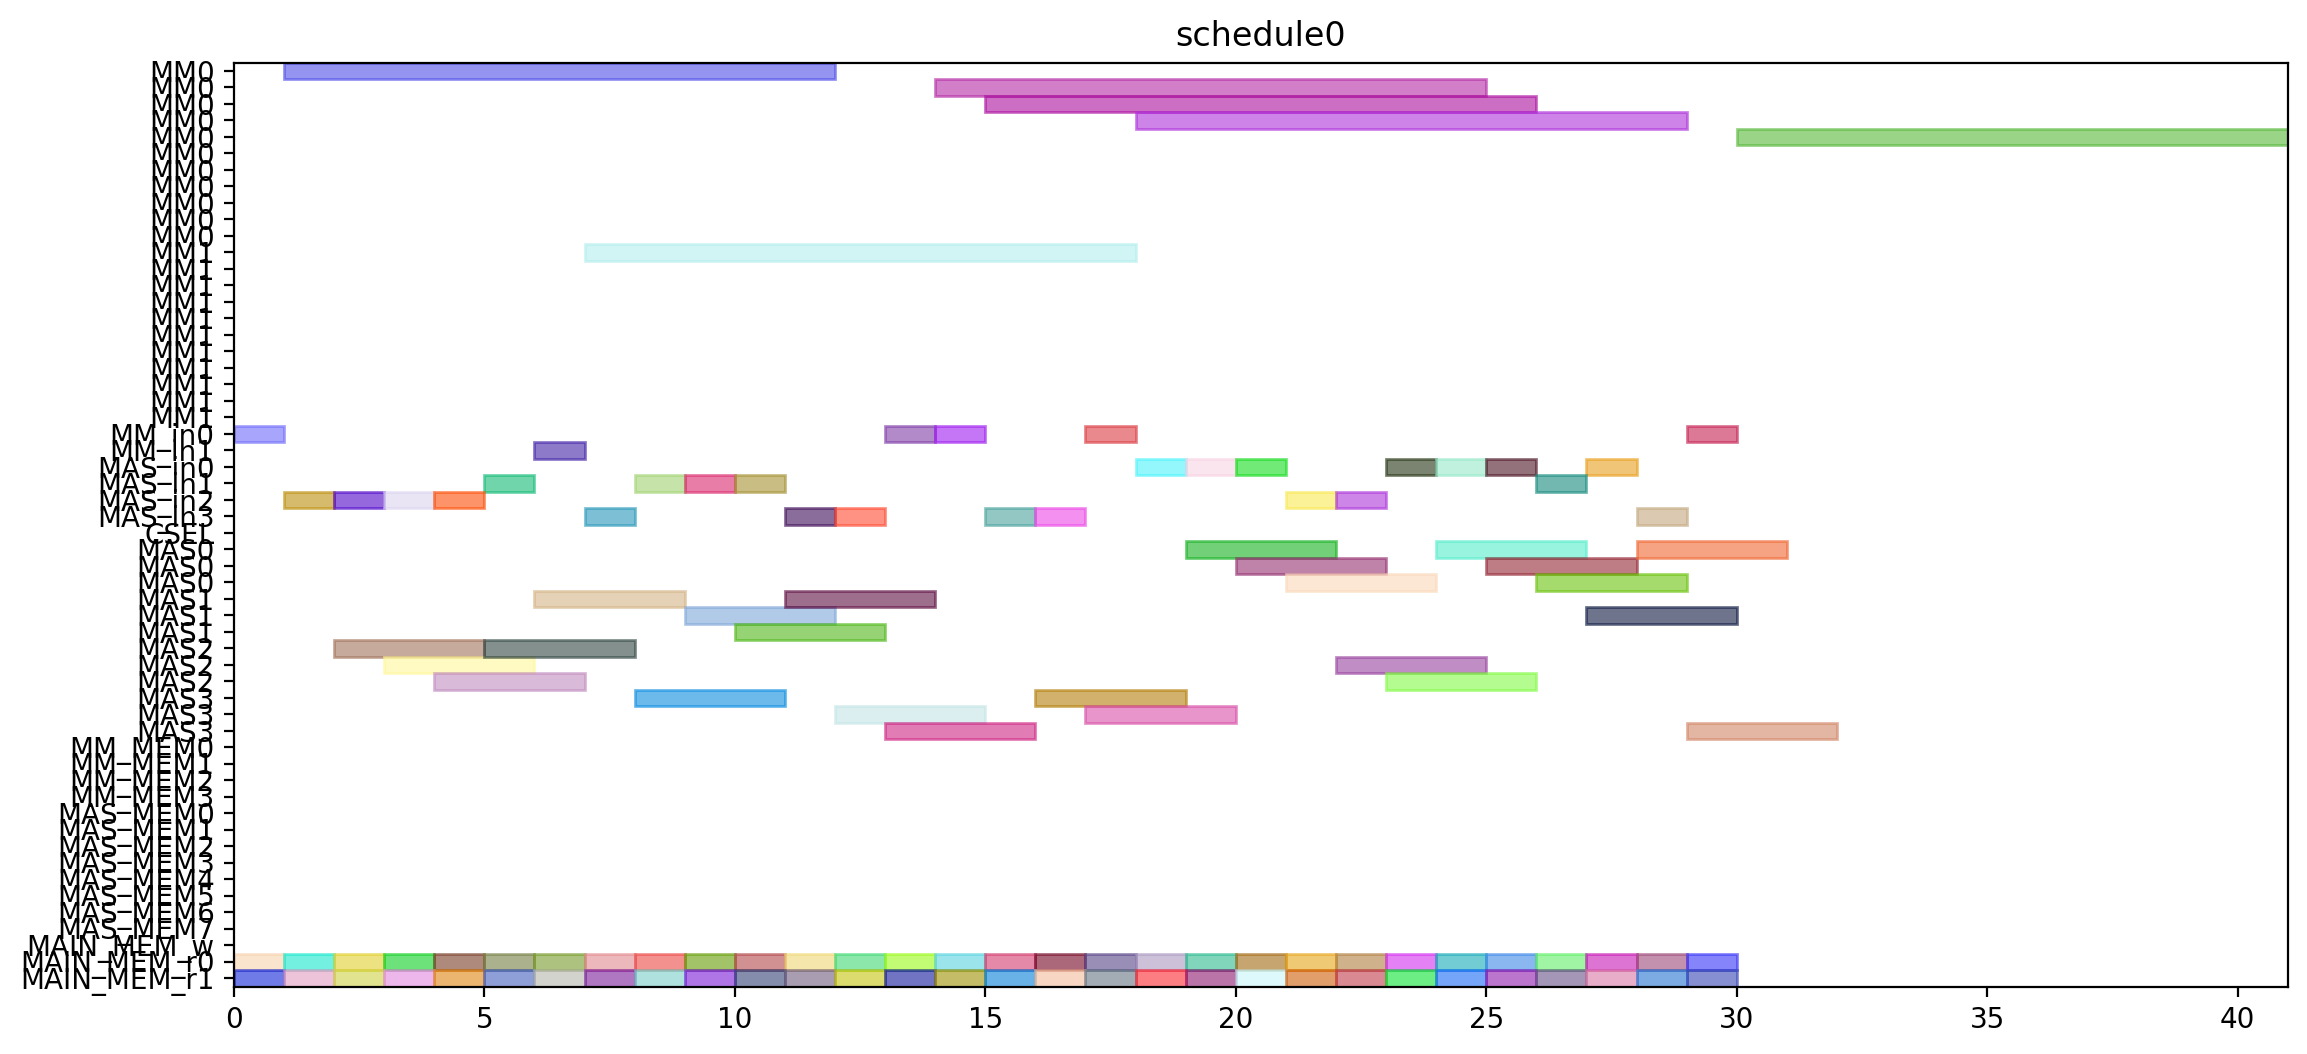 schedule0
MM0
MM0
MM0
MM0
MM0
MM0
MM0
MM0
MM0
MM0
MM0
MM1
MM1
MM1
MM1
MM1
MM1
MM1
MM1
MM1
MM1
MM1
MM_in0
MM_in1
MAS_in0
MAS_in1
MAS_in2
MAS_in3
CSEL
MAS0
MAS0
MAS0
MAS1
MAS1
MAS1
MAS2
MAS2
MAS2
MAS3
MAS3
MAS3
MM_MEM0
MM_MEM1
MM_MEM2
MM_MEM3
MAS_MEM0
MAS_MEM1
MAS_MEM2
MAS_MEM3
MAS_MEM4
MAS_MEM5
MAS_MEM6
MAS_MEM7
MAIN_MEM_w
MAIN_MEM_r0
MAIN_MEM_r1
0 5 10 15 20 25 30 35 40